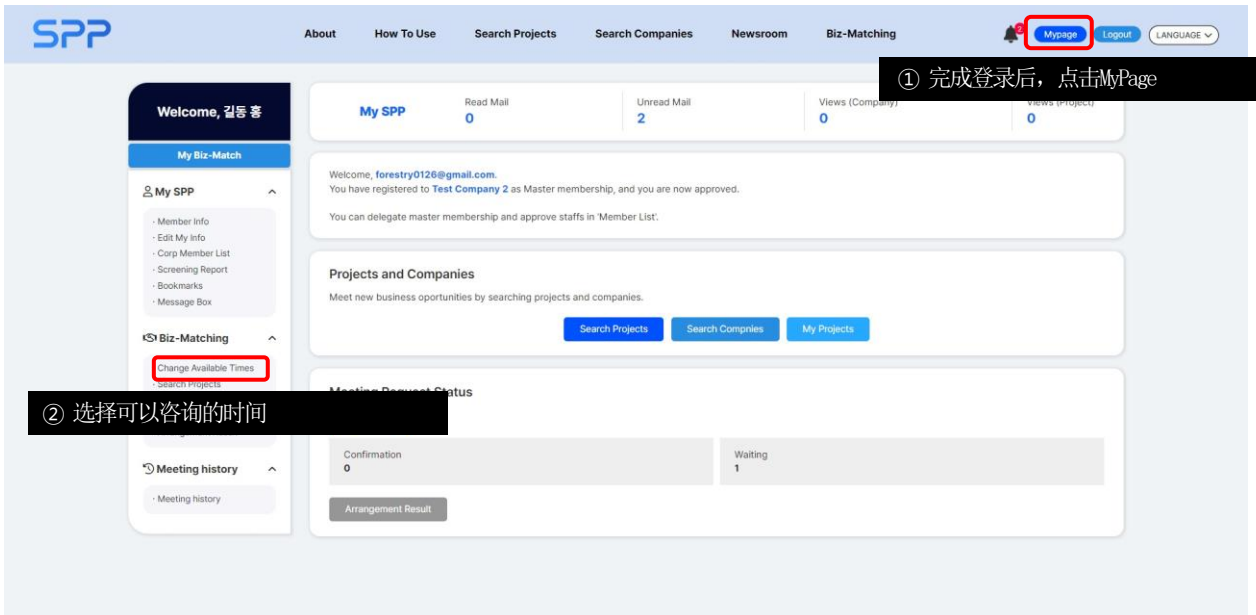 SPP
About How To Use Search Projects Search Companies Newsroom Biz-Matching 2 Mypage Logout LANGUAGE
① 完成登录后，点击MyPage
Welcome, 길동 홍
My Biz-Match
My SPP
· Member Info
· Edit My Info
· Corp Member List
· Screening Report
· Bookmarks
· Message Box
Biz-Matching
Change Available Times
· Search Projects
② 选择可以咨询的时间
Meeting history
· Meeting history
My SPP
Read Mail
0
Unread Mail
2
Views (Company)
0
Views (Project)
0
Welcome, forestry0126@gmail.com.
You have registered to Test Company 2 as Master membership, and you are now approved.
You can delegate master membership and approve staffs in 'Member List'.
Projects and Companies
Meet new business oportunities by searching projects and companies.
Search Projects Search Compnies My Projects
Meeting Request Status
Confirmation
0
Waiting
1
Arrangement Result